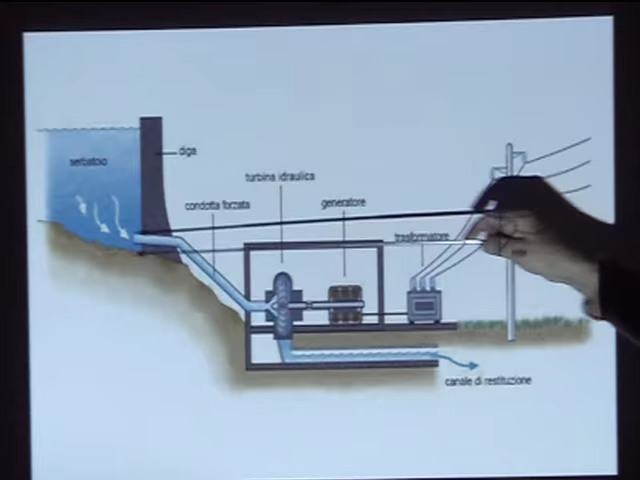 serbatoio
diga
turbina idraulica
condotta forzata
generatore
trasformatore
canale di restituzione